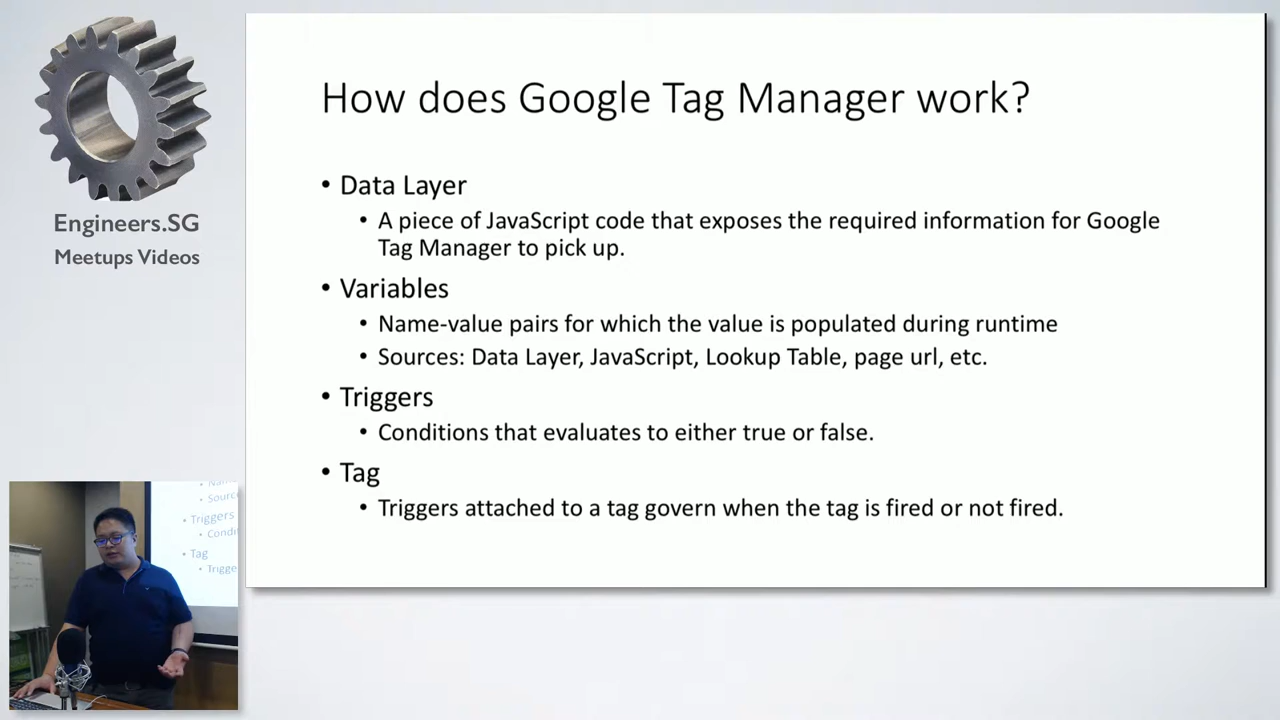 Engineers.SG
Meetups Videos
How does Google Tag Manager work?
• Data Layer
• A piece of JavaScript code that exposes the required information for Google
Tag Manager to pick up.
• Variables
• Name-value pairs for which the value is populated during runtime
• Sources: Data Layer, JavaScript, Lookup Table, page url, etc.
• Triggers
• Conditions that evaluates to either true or false.
• Tag
• Triggers attached to a tag govern when the tag is fired or not fired.
• Triggers
• Tag